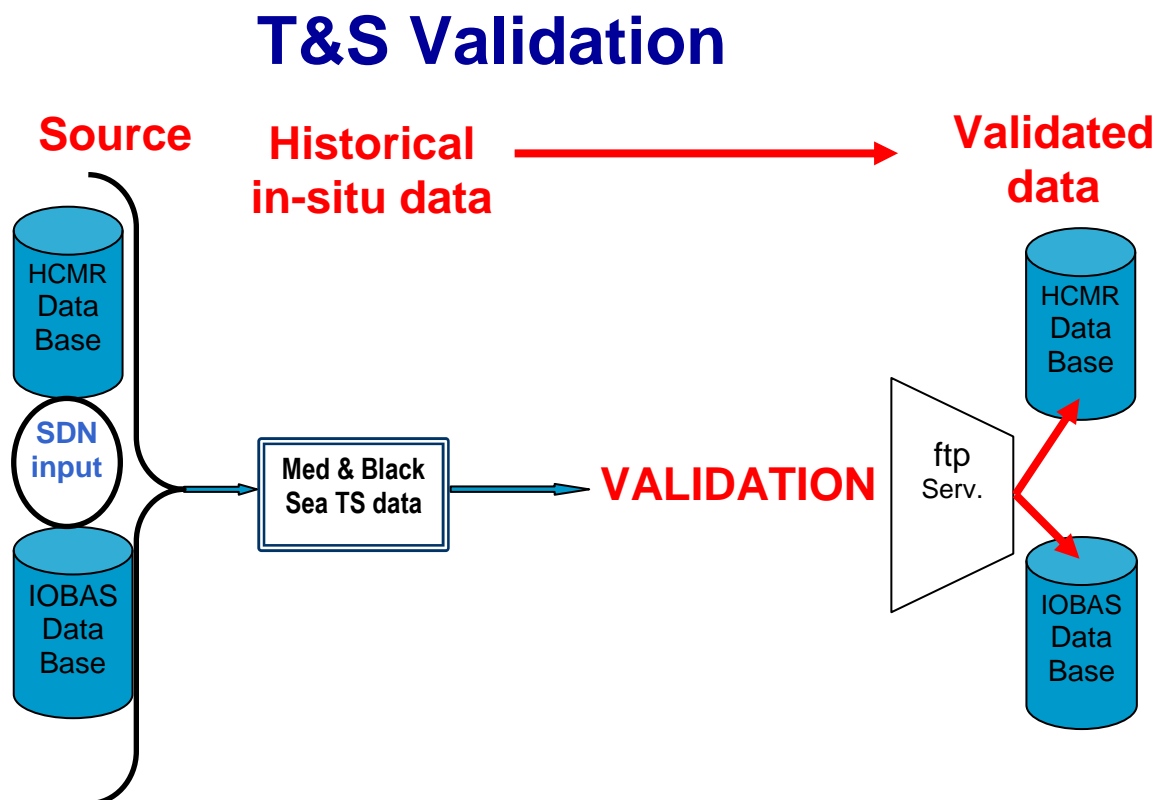 T&S Validation
Source
Historical
in-situ data
Validated
data
HCMR
Data
Base
SDN
input
IOBAS
Data
Base
Med & Black
Sea TS data
VALIDATION
ftp
Serv.
HCMR
Data
Base
IOBAS
Data
Base